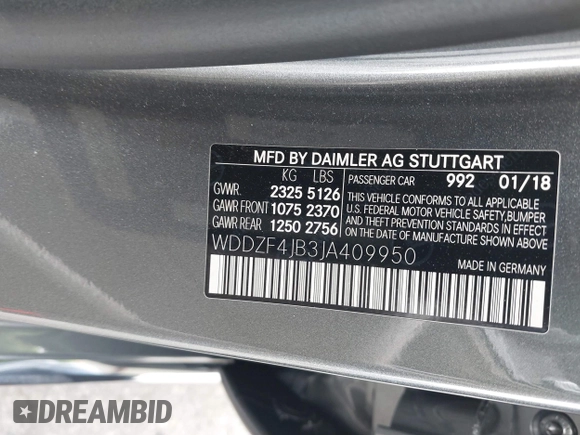 MFD BY DAIMLER AG STUTTGART
KG LBS
GWWR. 2325 5126
GAWR FRONT 1075 2370
GAWR REAR 1250 2756
PASSENGER CAR 992 01/18
THIS VEHICLE CONFORMS TO ALL APPLICABLE
U.S. FEDERAL MOTOR VEHICLE SAFETY, BUMPER
AND THEFT PREVENTION STANDARDS IN EFFECT
ON THE DATE OF MANUFACTURE SHOWN ABOVE.
WDDZF4JB3JA409950
MADE IN GERMANY
DREAMBID